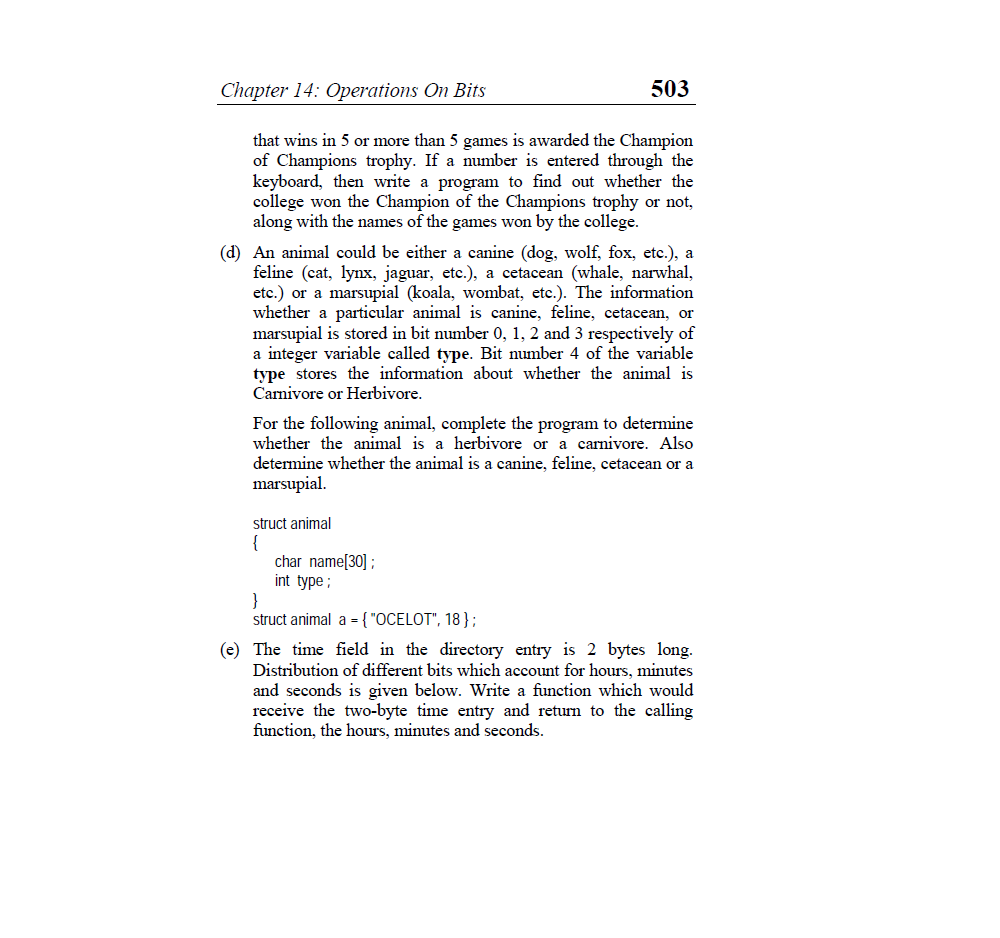 Chapter 14: Operations On Bits 503
that wins in 5 or more than 5 games is awarded the Champion
of Champions trophy. If a number is entered through the
keyboard, then write a program to find out whether the
college won the Champion of the Champions trophy or not,
along with the names of the games won by the college.
(d) An animal could be either a canine (dog, wolf, fox, etc.), a
feline (cat, lynx, jaguar, etc.), a cetacean (whale, narwhal,
etc.) or a marsupial (koala, wombat, etc.). The information
whether a particular animal is canine, feline, cetacean, or
marsupial is stored in bit number 0, 1, 2 and 3 respectively of
a integer variable called type. Bit number 4 of the variable
type stores the information about whether the animal is
Carnivore or Herbivore.
For the following animal, complete the program to determine
whether the animal is a herbivore or a carnivore. Also
determine whether the animal is a canine, feline, cetacean or a
marsupial.
struct animal
{
char name[30] ;
int type ;
}
struct animal a = { "OCELOT", 18 } ;
(e) The time field in the directory entry is 2 bytes long.
Distribution of different bits which account for hours, minutes
and seconds is given below. Write a function which would
receive the two-byte time entry and return to the calling
function, the hours, minutes and seconds.